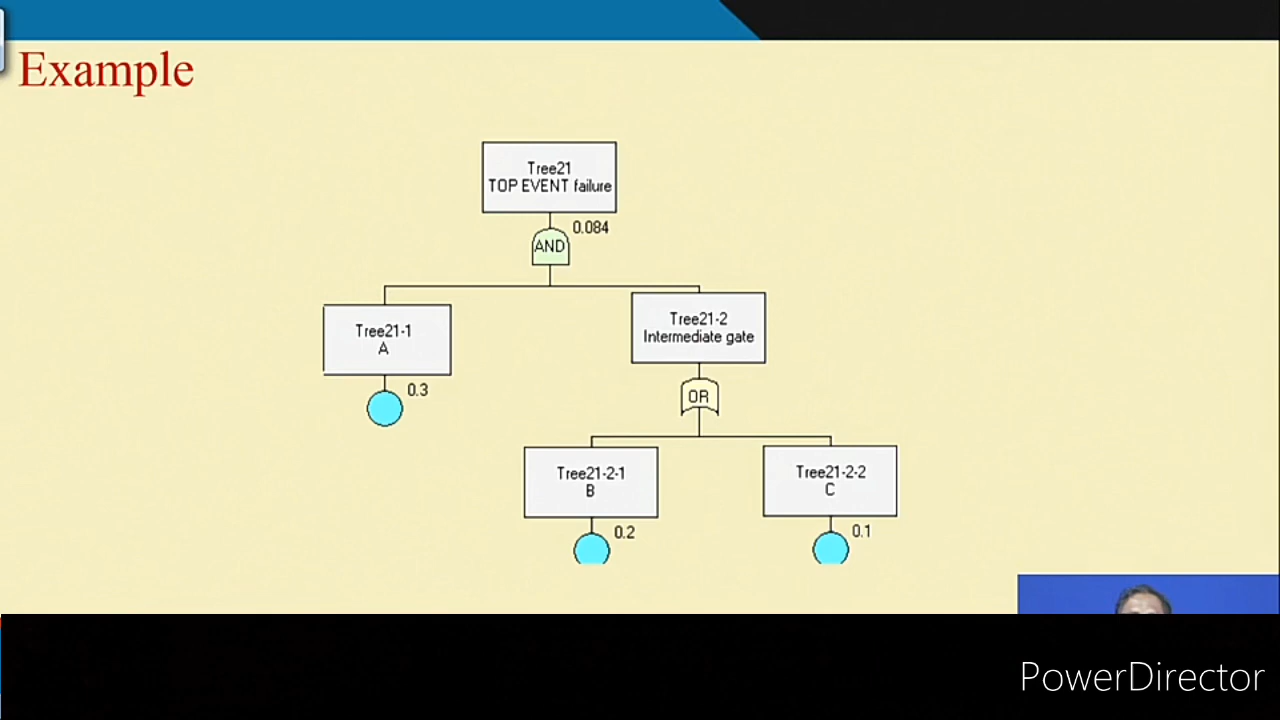 Example
Tree21
TOP EVENT failure
0.084
AND
Tree21-1
A
0.3
Tree21-2
Intermediate gate
OR
Tree21-2-1
B
0.2
Tree21-2-2
C
0.1
PowerDirector